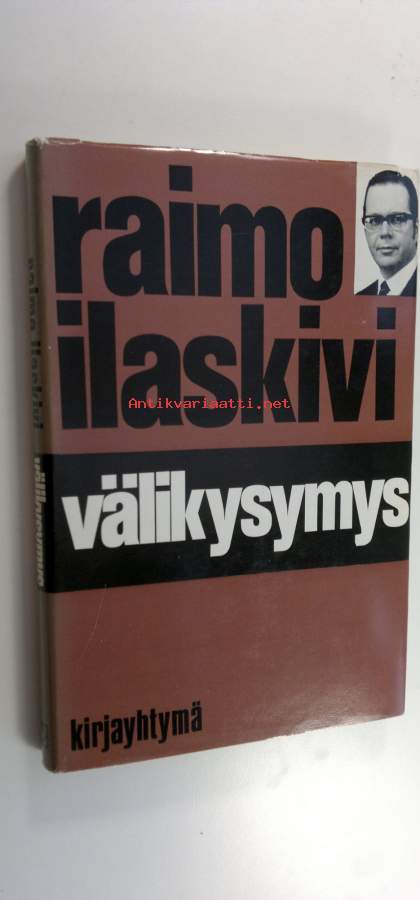 raimo
ilaskivi
Antikvariaatti.net
välikysymys
kirjayhtymä
raimo ilaskivi välikysymys